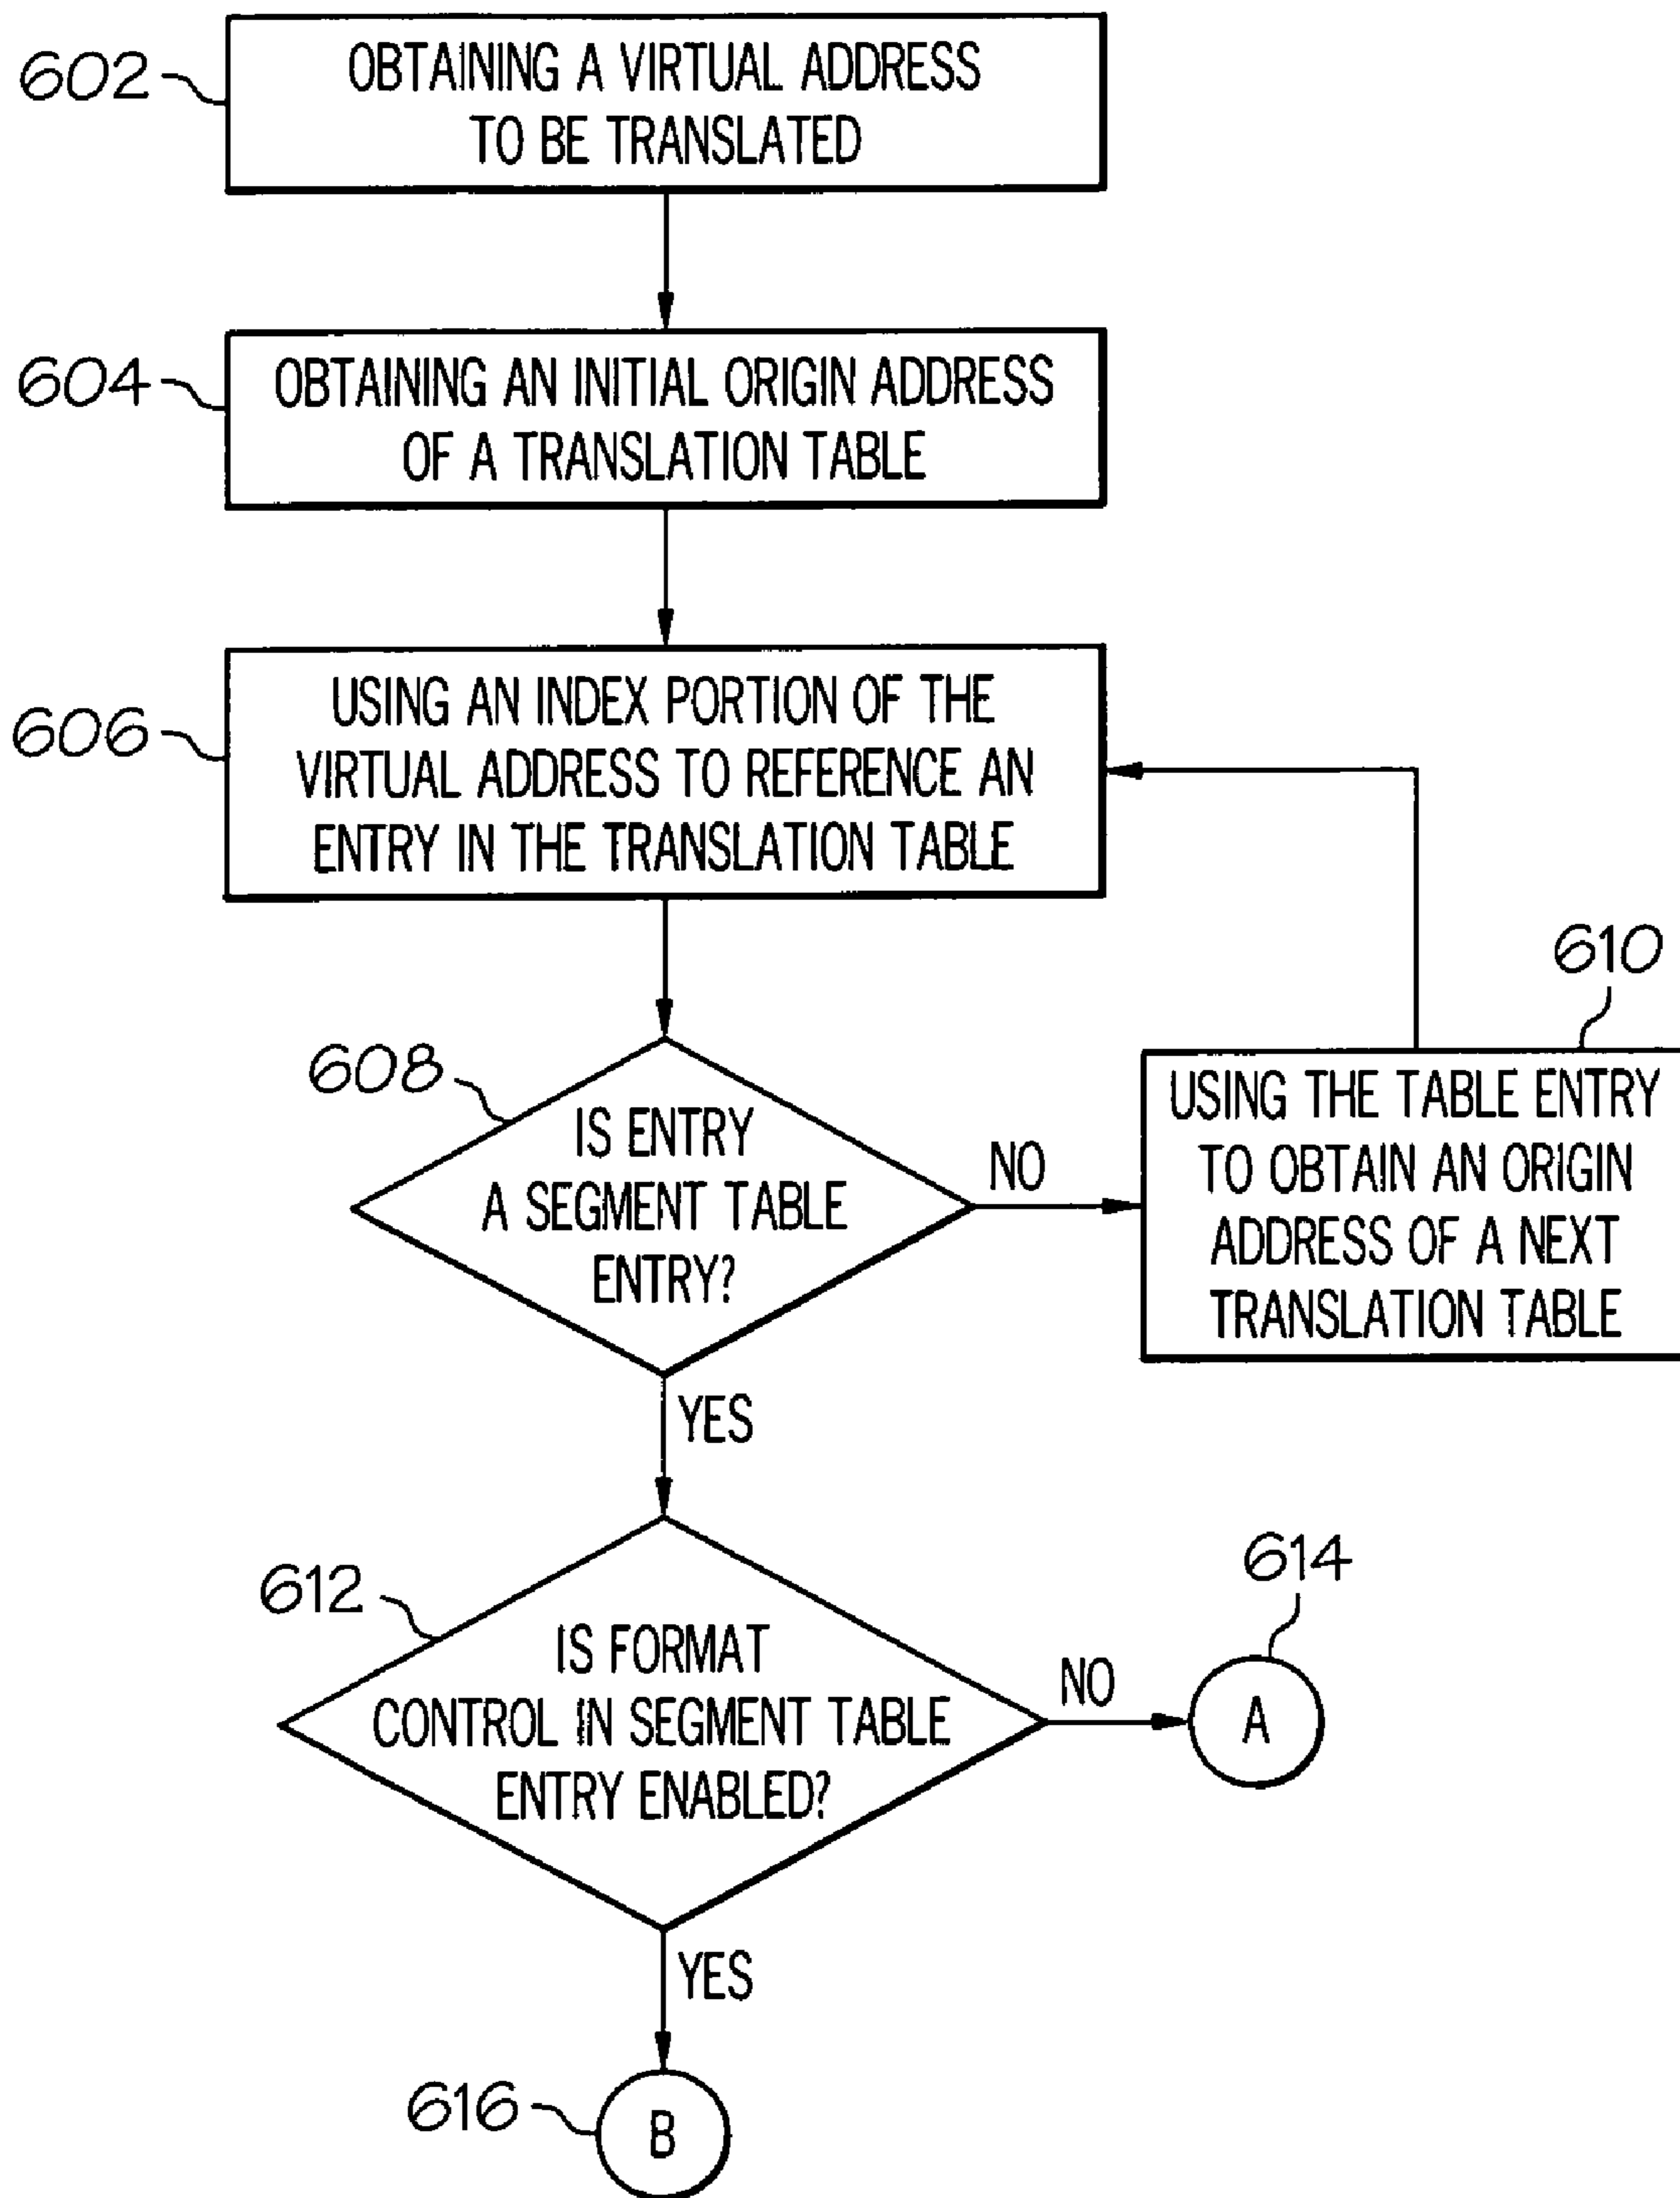 602
OBTAINING A VIRTUAL ADDRESS
TO BE TRANSLATED
604
OBTAINING AN INITIAL ORIGIN ADDRESS
OF A TRANSLATION TABLE
606
USING AN INDEX PORTION OF THE
VIRTUAL ADDRESS TO REFERENCE AN
ENTRY IN THE TRANSLATION TABLE
608
IS ENTRY
A SEGMENT TABLE
ENTRY?
NO
610
USING THE TABLE ENTRY
TO OBTAIN AN ORIGIN
ADDRESS OF A NEXT
TRANSLATION TABLE
YES
612
IS FORMAT
CONTROL IN SEGMENT TABLE
ENTRY ENABLED?
NO
614
A
YES
616
B